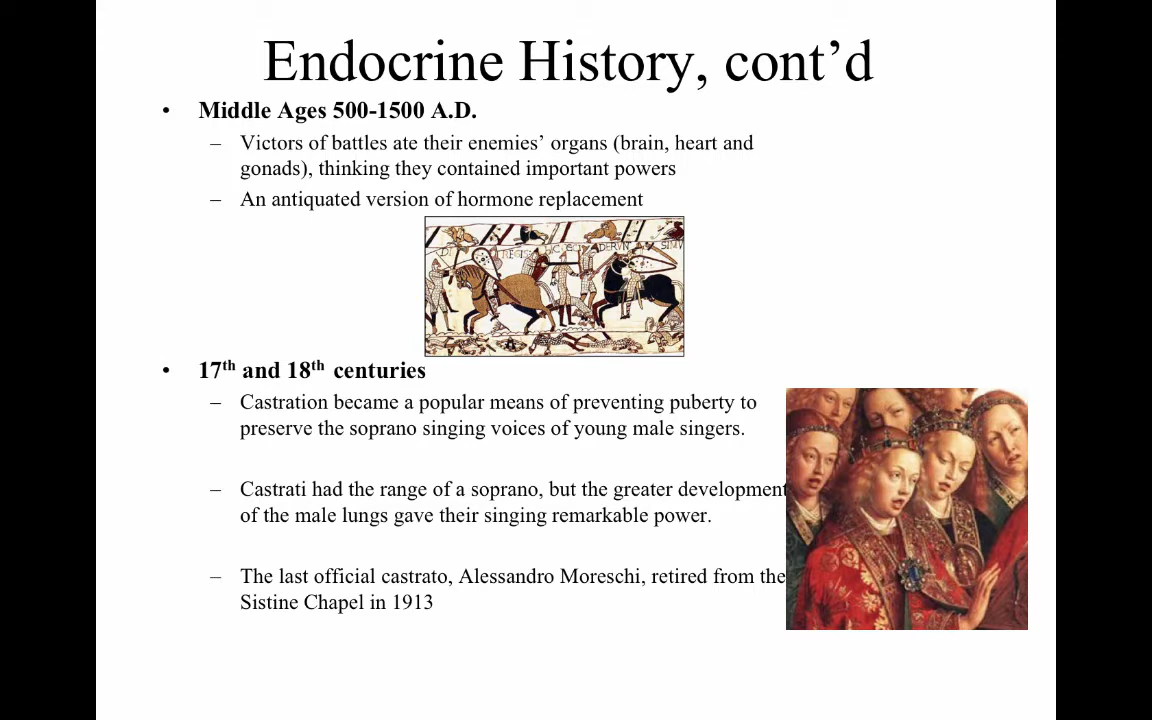 Endocrine History, cont’d
• Middle Ages 500-1500 A.D.
– Victors of battles ate their enemies’ organs (brain, heart and
gonads), thinking they contained important powers
– An antiquated version of hormone replacement
• 17th and 18th centuries
– Castration became a popular means of preventing puberty to
preserve the soprano singing voices of young male singers.
– Castrati had the range of a soprano, but the greater development
of the male lungs gave their singing remarkable power.
– The last official castrato, Alessandro Moreschi, retired from the
Sistine Chapel in 1913